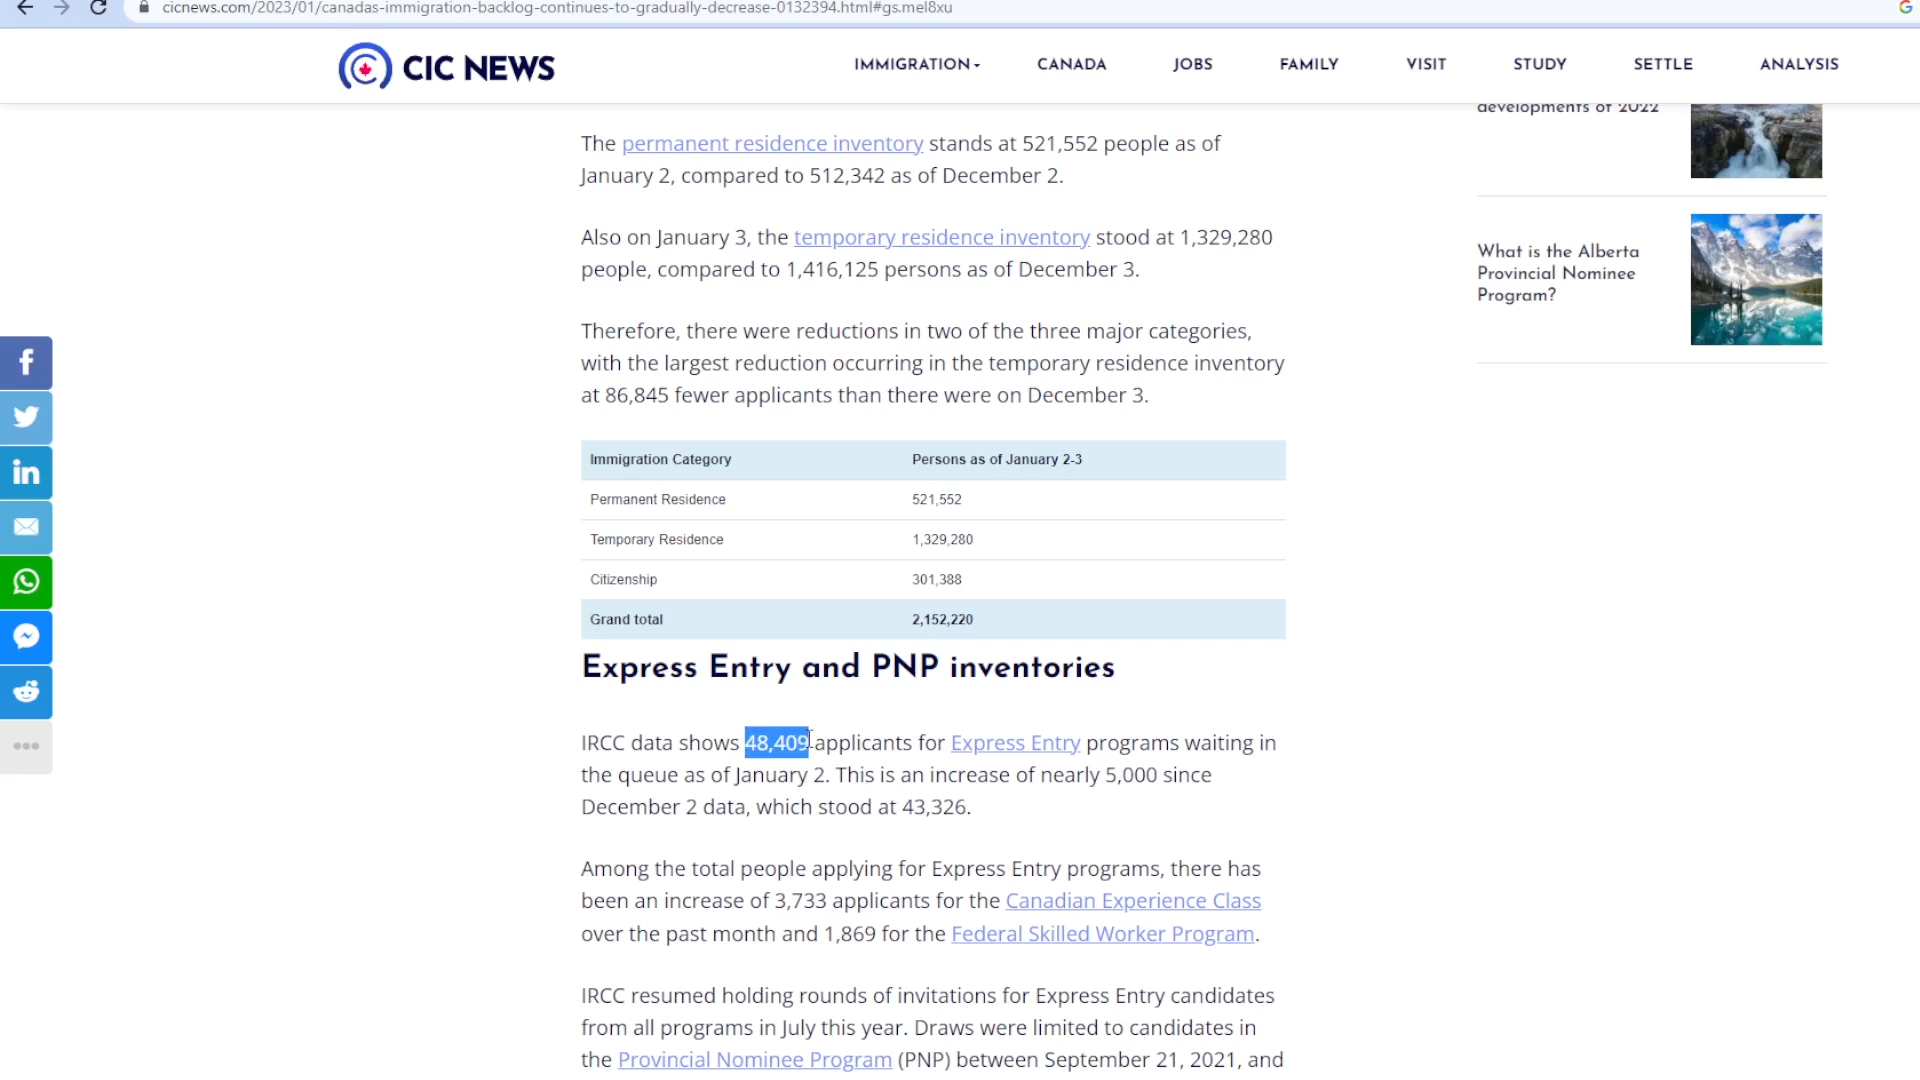 cicnews.com/2023/01/canadas-immigration-backlog-continues-to-gradually-decrease-0132394.html#gs.mel8xu
CIC NEWS
IMMIGRATION
CANADA
JOBS
FAMILY
VISIT
STUDY
SETTLE
ANALYSIS
developments of 2022
What is the Alberta
Provincial Nominee
Program?
The permanent residence inventory stands at 521,552 people as of
January 2, compared to 512,342 as of December 2.
Also on January 3, the temporary residence inventory stood at 1,329,280
people, compared to 1,416,125 persons as of December 3.
Therefore, there were reductions in two of the three major categories,
with the largest reduction occurring in the temporary residence inventory
at 86,845 fewer applicants than there were on December 3.
Immigration Category Persons as of January 2-3
Permanent Residence 521,552
Temporary Residence 1,329,280
Citizenship 301,388
Grand total 2,152,220
Express Entry and PNP inventories
IRCC data shows 48,409 applicants for Express Entry programs waiting in
the queue as of January 2. This is an increase of nearly 5,000 since
December 2 data, which stood at 43,326.
Among the total people applying for Express Entry programs, there has
been an increase of 3,733 applicants for the Canadian Experience Class
over the past month and 1,869 for the Federal Skilled Worker Program.
IRCC resumed holding rounds of invitations for Express Entry candidates
from all programs in July this year. Draws were limited to candidates in
the Provincial Nominee Program (PNP) between September 21, 2021, and